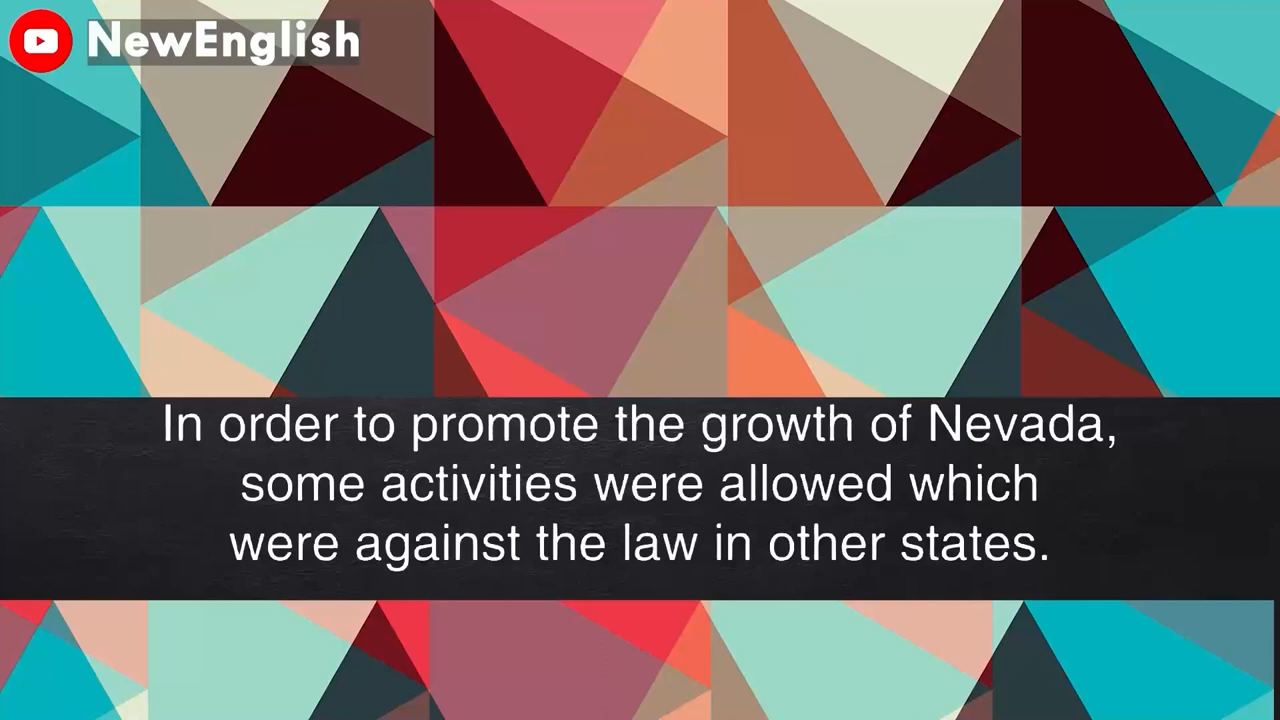 NewEnglish
In order to promote the growth of Nevada,
some activities were allowed which
were against the law in other states.